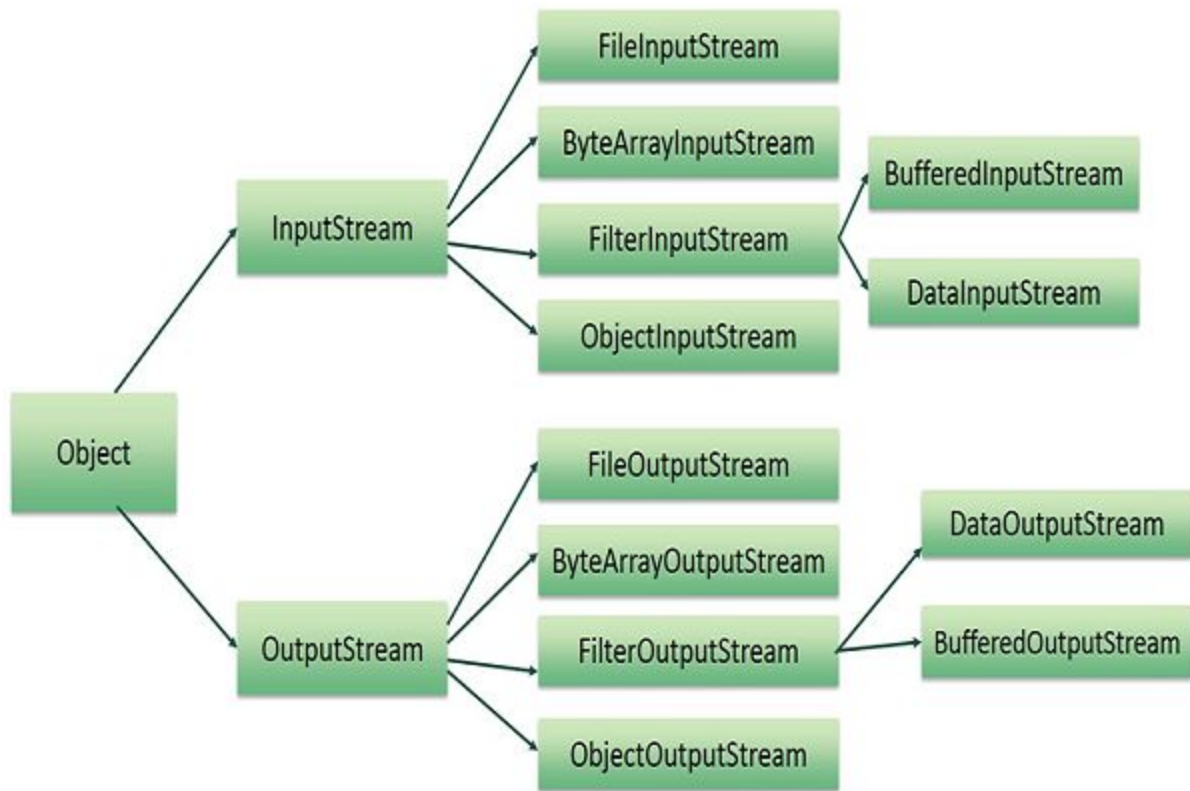 FileInputStream
ByteArrayInputStream
BufferedInputStream
InputStream
FilterInputStream
DataInputStream
ObjectInputStream
Object
FileOutputStream
DataOutputStream
ByteArrayOutputStream
OutputStream
FilterOutputStream
BufferedOutputStream
ObjectOutputStream